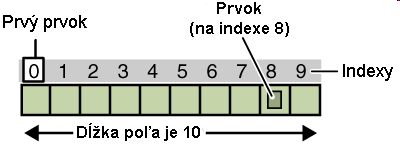 Prvok
(na indexe 8)
Prvý prvok
0 1 2 3 4 5 6 7 8 9
Indexy
Dĺžka poľa je 10